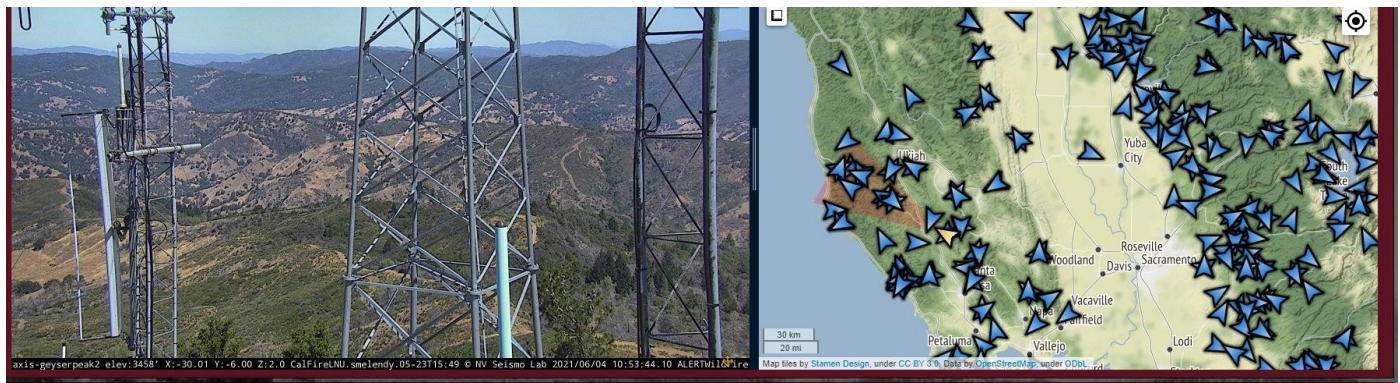 axis-geyserpeak2 elev:3458' X:-30.01 Y:-6.00 Z:2.0 CalFireLNU.smelendy.05-23T15:49 © NV Seismo Lab 2021/06/04 10:53:44.10 ALERTWildfire
Ukiah
Yuba
City
South
Lake
Roseville
Woodland
Sacramento
Davis
Santa
Napa
Vacaville
Fairfield
30 km
20 mi
Petaluma
Vallejo
Lodi
Map tiles by Stamen Design, under CC BY 3.0. Data by OpenStreetMap, under ODbL.